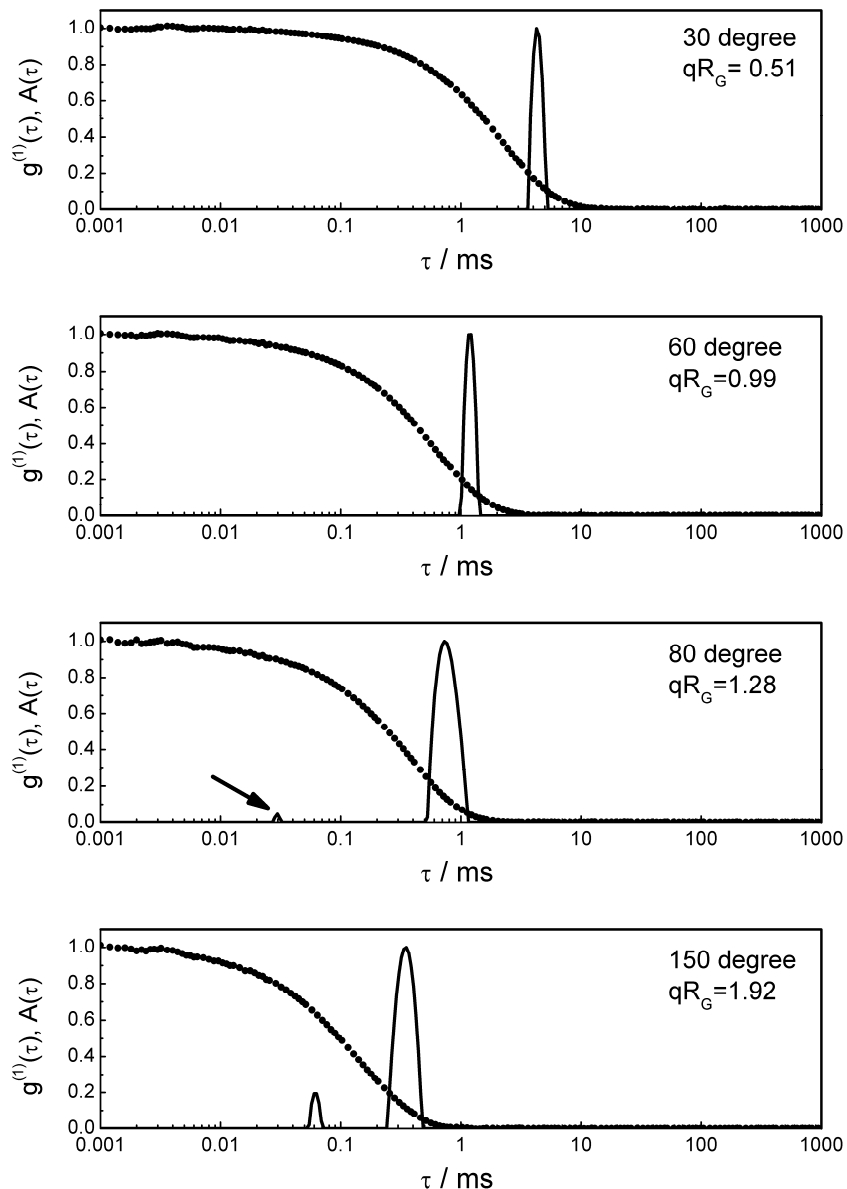 g⁽¹⁾(τ), A(τ)
1.0
0.8
0.6
0.4
0.2
0.0
30 degree
qR_G= 0.51
0.001 0.01 0.1 1 10 100 1000
τ / ms
g⁽¹⁾(τ), A(τ)
1.0
0.8
0.6
0.4
0.2
0.0
60 degree
qR_G=0.99
0.001 0.01 0.1 1 10 100 1000
τ / ms
g⁽¹⁾(τ), A(τ)
1.0
0.8
0.6
0.4
0.2
0.0
80 degree
qR_G=1.28
0.001 0.01 0.1 1 10 100 1000
τ / ms
g⁽¹⁾(τ), A(τ)
1.0
0.8
0.6
0.4
0.2
0.0
150 degree
qR_G=1.92
0.001 0.01 0.1 1 10 100 1000
τ / ms